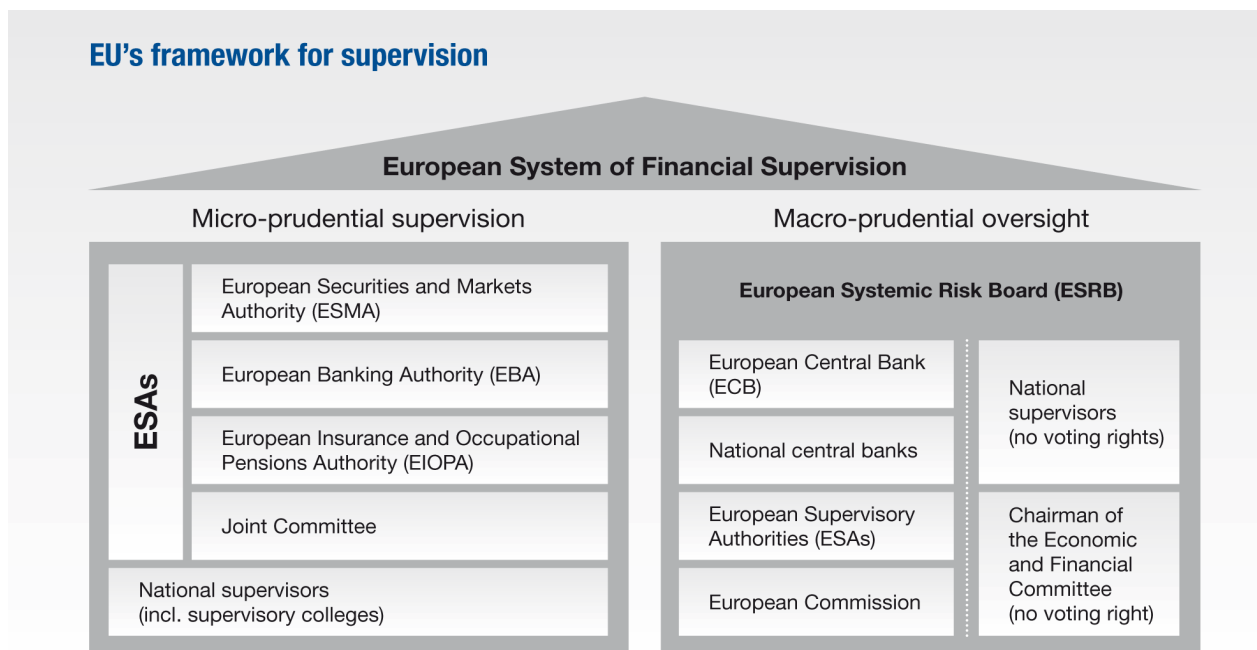 EU's framework for supervision
European System of Financial Supervision
Micro-prudential supervision
ESAs
European Securities and Markets
Authority (ESMA)
European Banking Authority (EBA)
European Insurance and Occupational
Pensions Authority (EIOPA)
Joint Committee
National supervisors
(incl. supervisory colleges)
Macro-prudential oversight
European Systemic Risk Board (ESRB)
European Central Bank
(ECB)
National central banks
European Supervisory
Authorities (ESAs)
European Commission
National
supervisors
(no voting rights)
Chairman of
the Economic
and Financial
Committee
(no voting right)